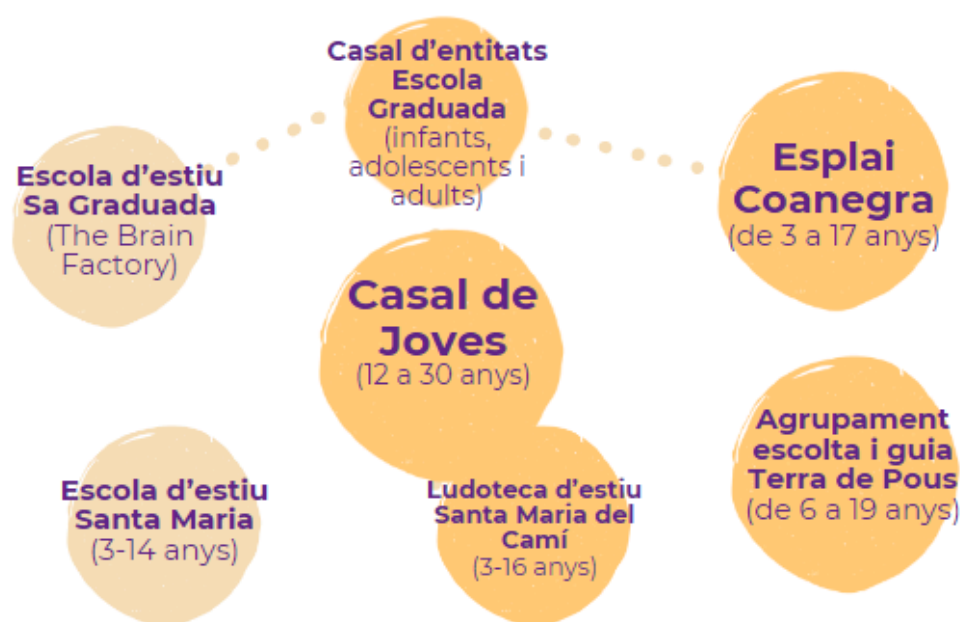 Casal d'entitats
Escola
Graduada
(infants,
adolescents i
adults)
Escola d'estiu
Sa Graduada
(The Brain
Factory)
Esplai
Coanegra
(de 3 a 17 anys)
Casal de
Joves
(12 a 30 anys)
Agrupament
escolta i guia
Terra de Pous
(de 6 a 19 anys)
Escola d'estiu
Santa Maria
(3-14 anys)
Ludoteca d'estiu
Santa Maria del
Camí
(3-16 anys)